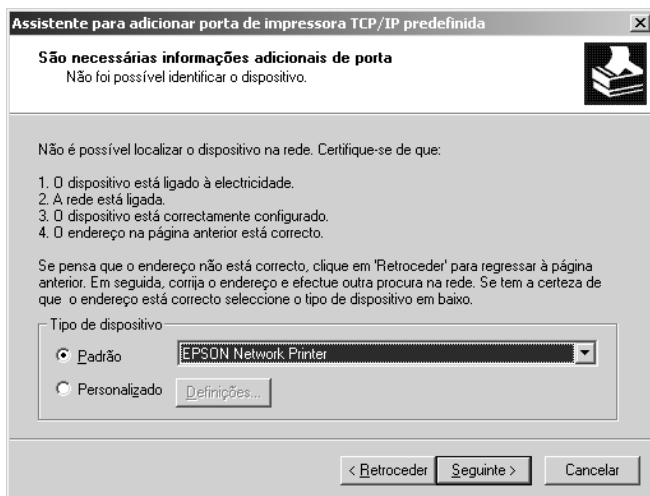 Assistente para adicionar porta de impressora TCP/IP predefinida
São necessárias informações adicionais de porta
Não foi possível identificar o dispositivo.
Não é possível localizar o dispositivo na rede. Certifique-se de que:
1. O dispositivo está ligado à electricidade.
2. A rede está ligada.
3. O dispositivo está correctamente configurado.
4. O endereço na página anterior está correcto.
Se pensa que o endereço não está correcto, clique em 'Retroceder' para regressar à página
anterior. Em seguida, corrija o endereço e efectue outra procura na rede. Se tem a certeza de
que o endereço está correcto seleccione o tipo de dispositivo em baixo.
Tipo de dispositivo
Padrão EPSON Network Printer
Personalizado Definições...
< Retroceder Seguinte > Cancelar